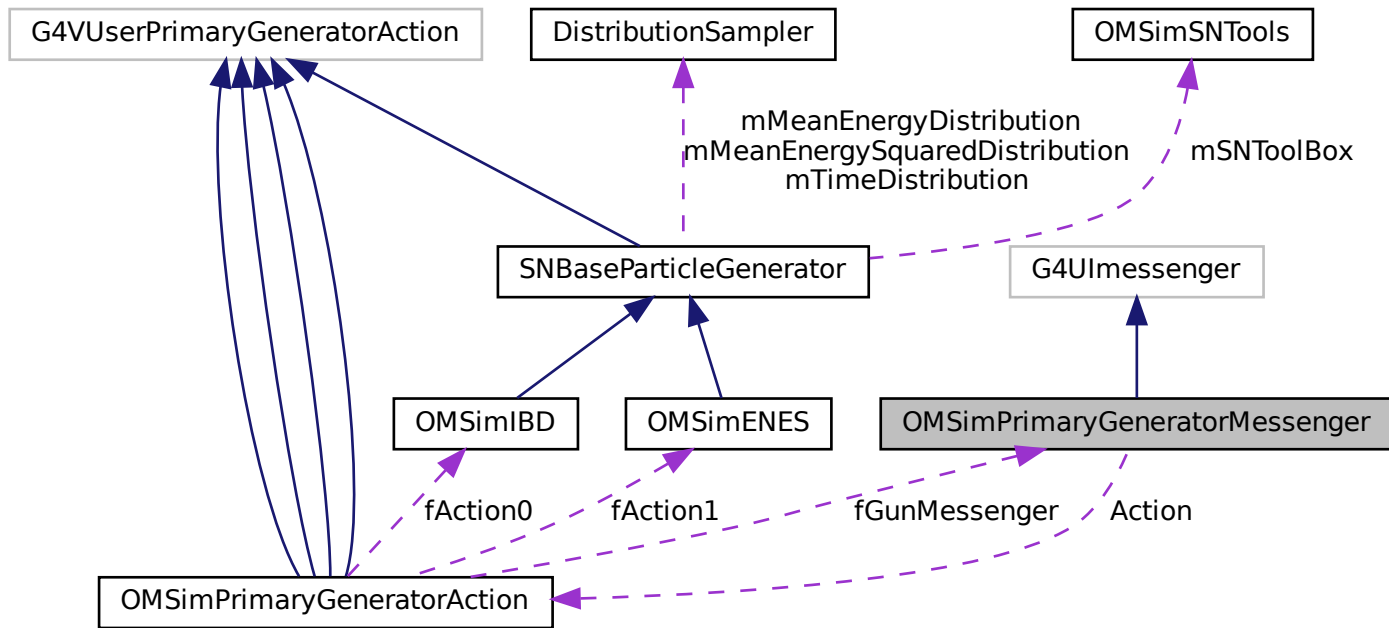 G4VUserPrimaryGeneratorAction
DistributionSampler
OMSimSNTools
mMeanEnergyDistribution
mMeanEnergySquaredDistribution
mTimeDistribution
mSNToolBox
SNBaseParticleGenerator
G4UImessenger
OMSimIBD
OMSimENES
OMSimPrimaryGeneratorMessenger
fAction0
fAction1
fGunMessenger
Action
OMSimPrimaryGeneratorAction